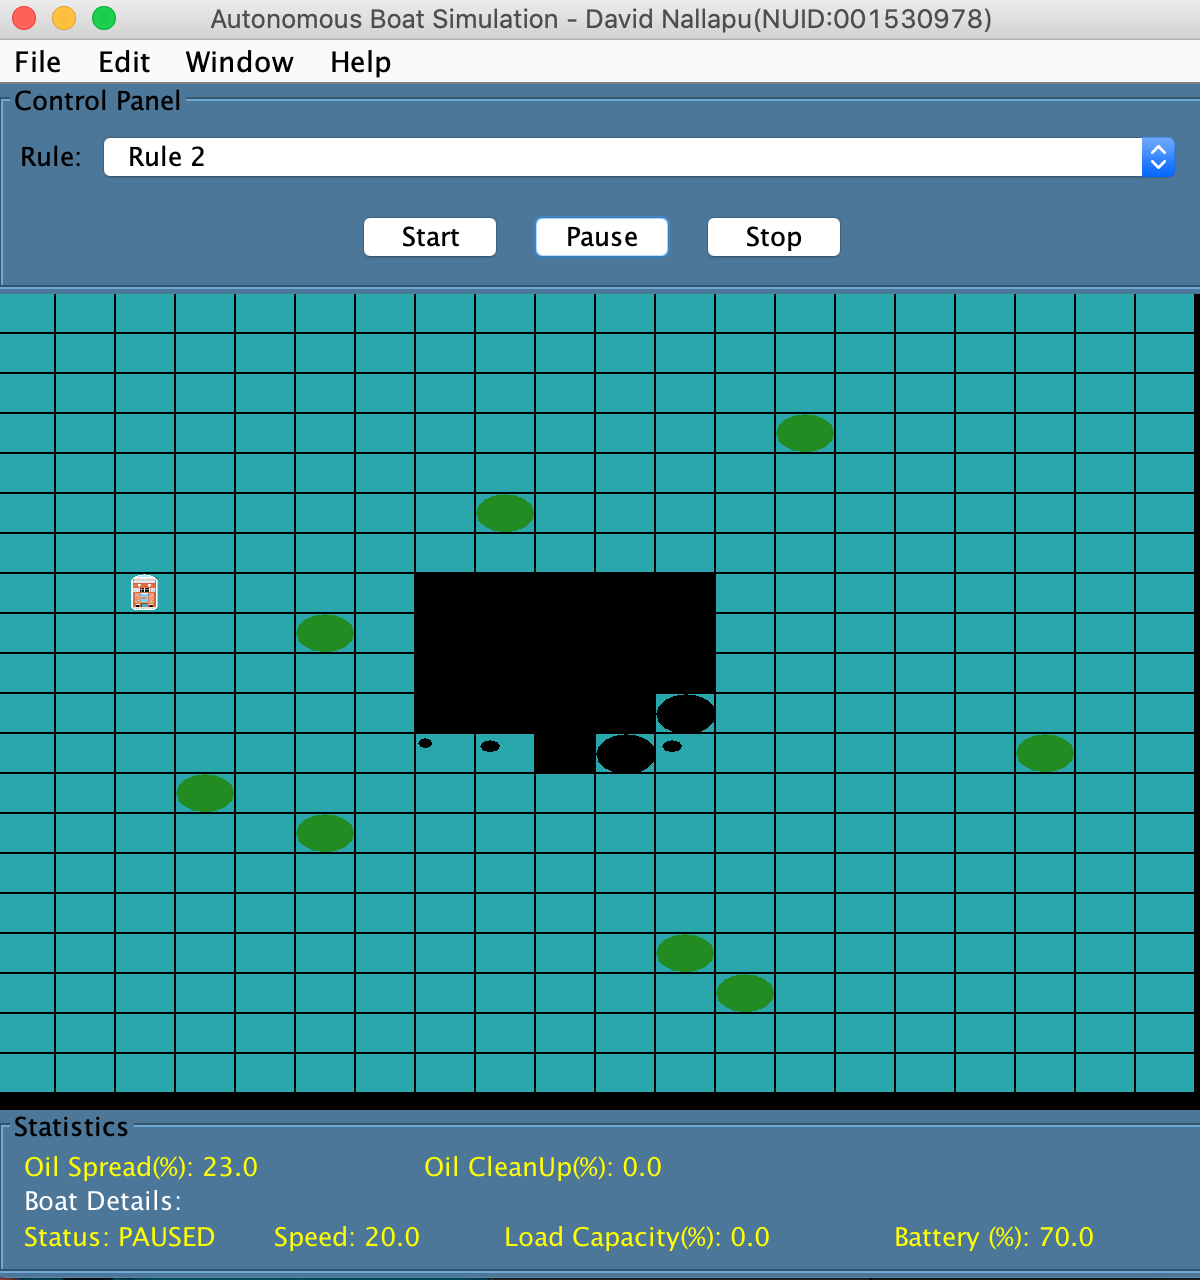 Autonomous Boat Simulation - David Nallapu(NUID:001530978)
File Edit Window Help
Control Panel
Rule: Rule 2
Start Pause Stop
Statistics
Oil Spread(%): 23.0 Oil CleanUp(%): 0.0
Boat Details:
Status: PAUSED Speed: 20.0 Load Capacity(%): 0.0 Battery (%): 70.0